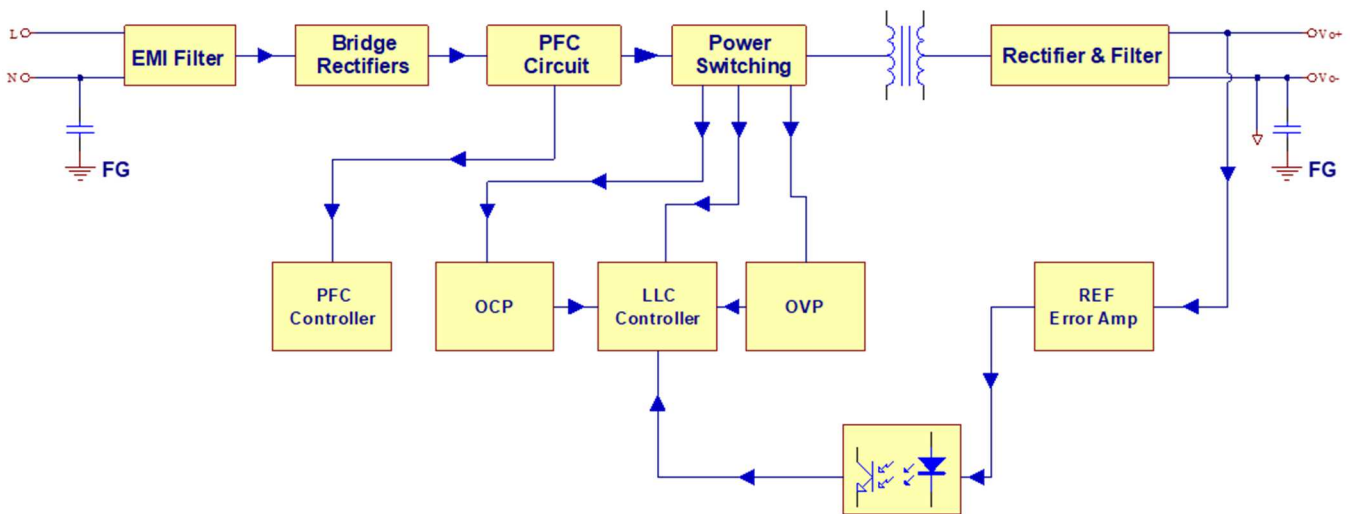 L
EMI Filter
Bridge
Rectifiers
PFC
Circuit
Power
Switching
Rectifier & Filter
Vo+
N
Vo-
FG
FG
PFC
Controller
OCP
LLC
Controller
OVP
REF
Error Amp